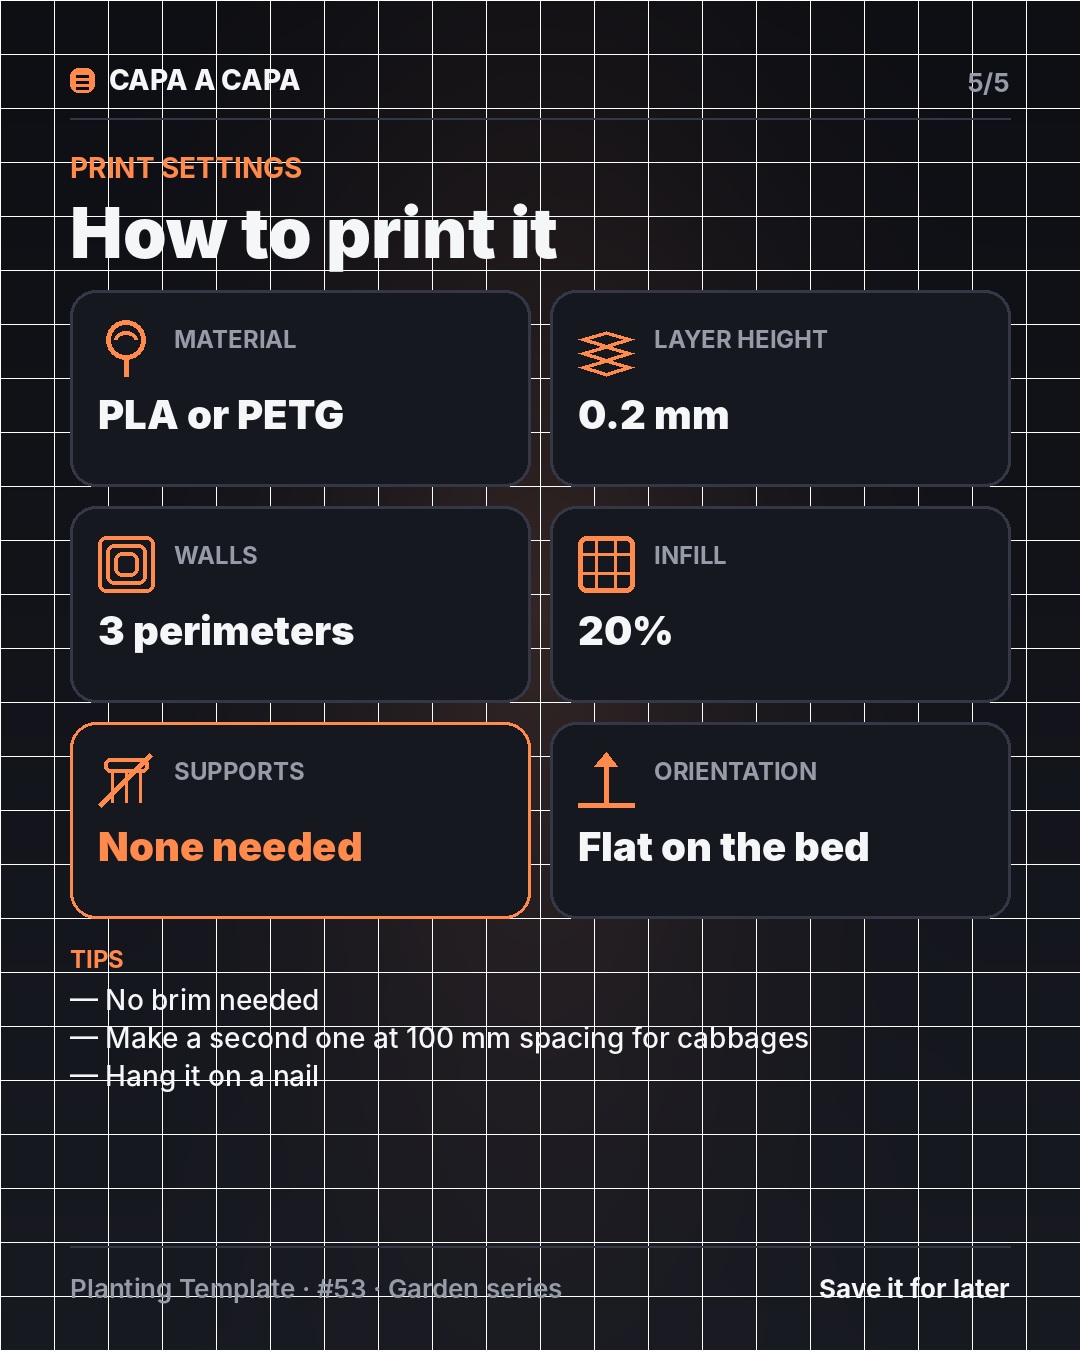 CAPA A CAPA
5/5
PRINT SETTINGS
How to print it
MATERIAL
PLA or PETG
LAYER HEIGHT
0.2 mm
WALLS
3 perimeters
INFILL
20%
SUPPORTS
None needed
ORIENTATION
Flat on the bed
TIPS
— No brim needed
— Make a second one at 100 mm spacing for cabbages
— Hang it on a nail
Planting Template · #53 · Garden series
Save it for later